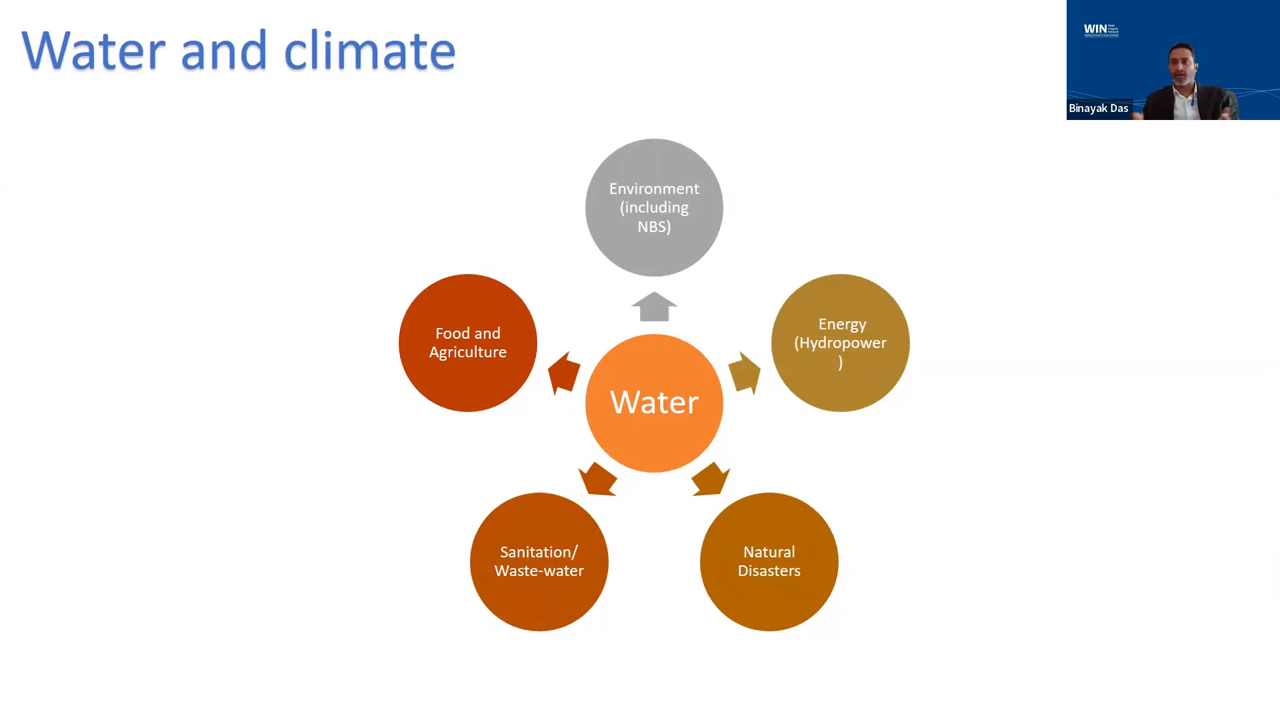 Water and climate
WIN
Binayak Das
Environment
(including
NBS)
Food and
Agriculture
Energy
(Hydropower
)
Water
Sanitation/
Waste-water
Natural
Disasters